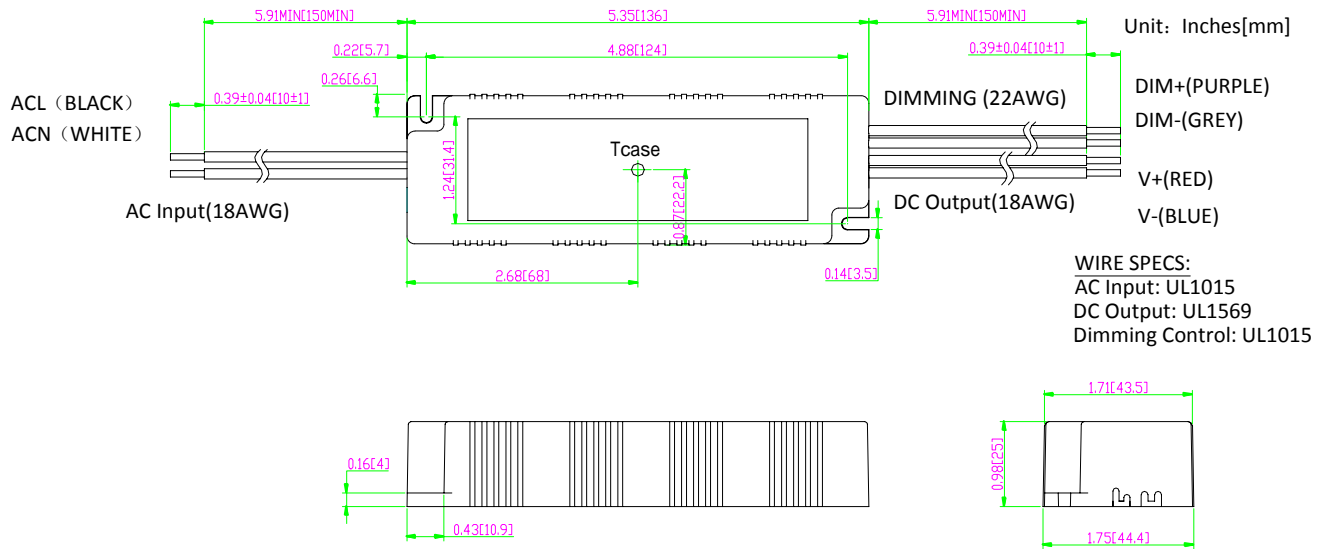 5.91MIN[150MIN]
5.35[136]
5.91MIN[150MIN]
Unit: Inches[mm]
0.22[5.7]
4.88[124]
0.39±0.04[10±1]
0.26[6.6]
ACL（BLACK）
0.39±0.04[10±1]
DIMMING (22AWG)
DIM+(PURPLE)
ACN（WHITE）
DIM-(GREY)
Tcase
1.24[31.4]
0.87[22.2]
AC Input(18AWG)
DC Output(18AWG)
V+(RED)
V-(BLUE)
2.68[68]
0.14[3.5]
WIRE SPECS:
AC Input: UL1015
DC Output: UL1569
Dimming Control: UL1015
1.71[43.5]
0.16[4]
0.98[25]
0.43[10.9]
1.75[44.4]